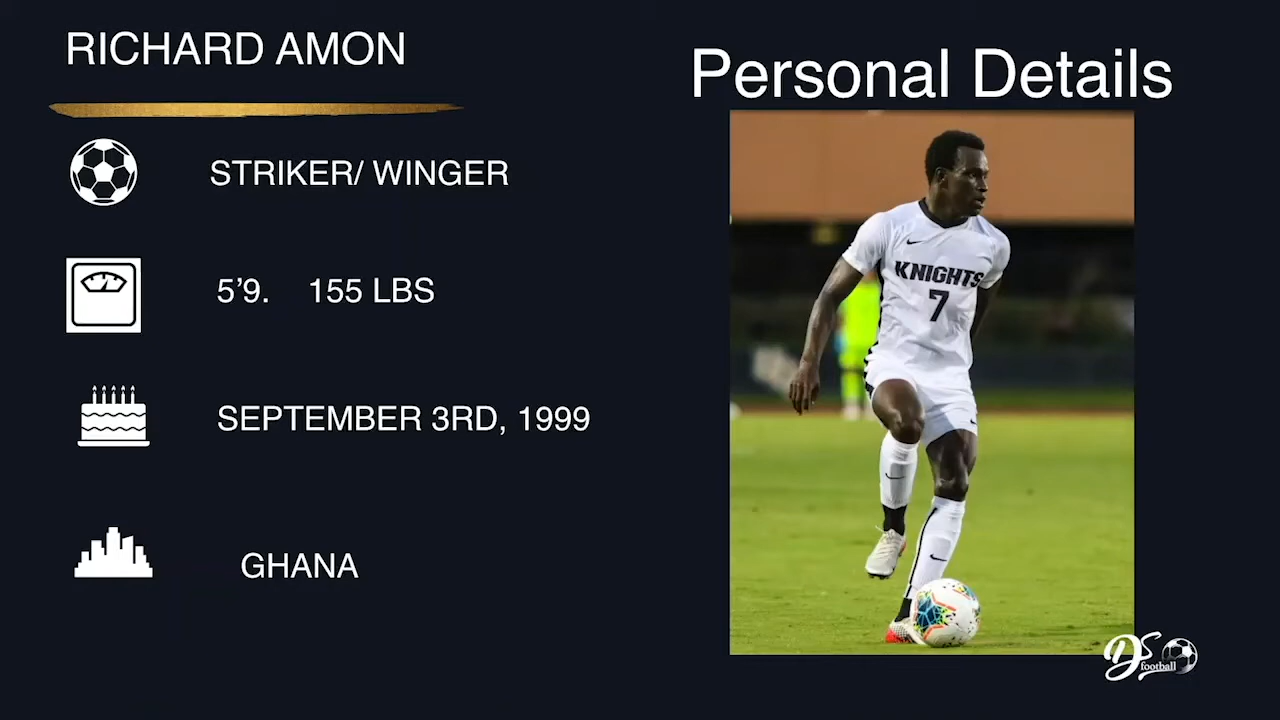 RICHARD AMON
Personal Details
STRIKER/ WINGER
5’9. 155 LBS
SEPTEMBER 3RD, 1999
GHANA
KNIGHTS
7
DS
football